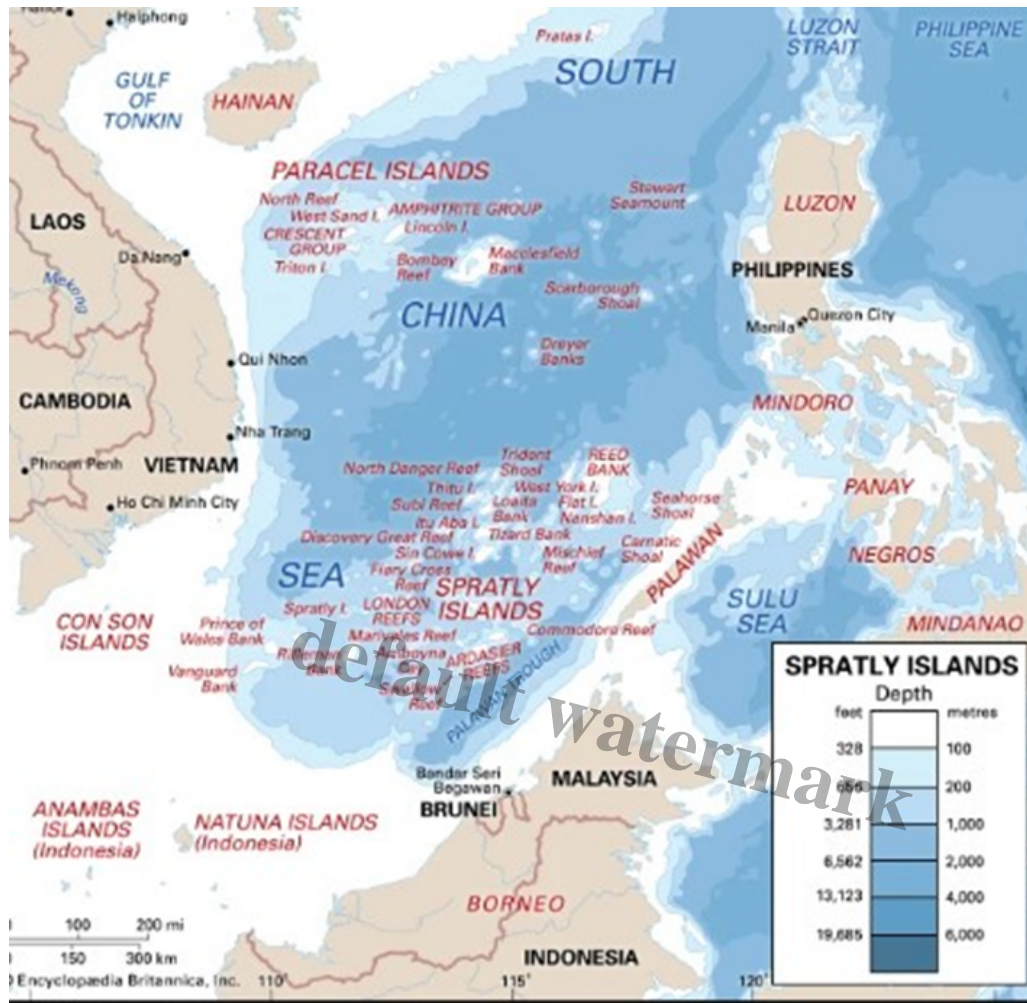 Haiphong
Pratas I.
LUZON
STRAIT
PHILIPPINE
SEA
GULF
OF
TONKIN
HAINAN
SOUTH
PARACEL ISLANDS
North Reef
West Sand I.
AMPHITRITE GROUP
Lincoln I.
CRESCENT
GROUP
Triton I.
Bombay
Reef
Macclesfield
Bank
Stewart
Seamount
Scarborough
Shoal
LUZON
LAOS
Da Nang
Mekong
PHILIPPINES
Quezon City
Manila
CHINA
Dreyer
Banks
Qui Nhon
CAMBODIA
Nha Trang
MINDORO
Phnom Penh
VIETNAM
Ho Chi Minh City
North Danger Reef
Trident
Shoal
REED
BANK
Thitu I.
West York I.
Subi Reef
Loaita
Bank
Flat I.
Nanshan I.
Seahorse
Shoal
Itu Aba I.
Tizard Bank
Discovery Great Reef
Sin Cowe I.
Mischief
Reef
Carnatic
Shoal
PANAY
NEGROS
PALAWAN
SEA
Fiery Cross
Reef
SPRATLY
ISLANDS
Spratly I.
LONDON
REEFS
SULU
SEA
CON SON
ISLANDS
Prince of
Wales Bank
Mariveles Reef
Commodore Reef
MINDANAO
Rifleman
Bank
Amboyna
Cay
ARDASIER
REEFS
Vanguard
Bank
Swallow
Reef
PALAWAN TROUGH
default watermark
SPRATLY ISLANDS
Depth
feet metres
328 100
656 200
3,281 1,000
6,562 2,000
13,123 4,000
19,685 6,000
Bandar Seri
Begawan
BRUNEI
MALAYSIA
ANAMBAS
ISLANDS
(Indonesia)
NATUNA ISLANDS
(Indonesia)
BORNEO
INDONESIA
100 200 mi
150 300 km
Encyclopædia Britannica, Inc.
110° 115° 120°